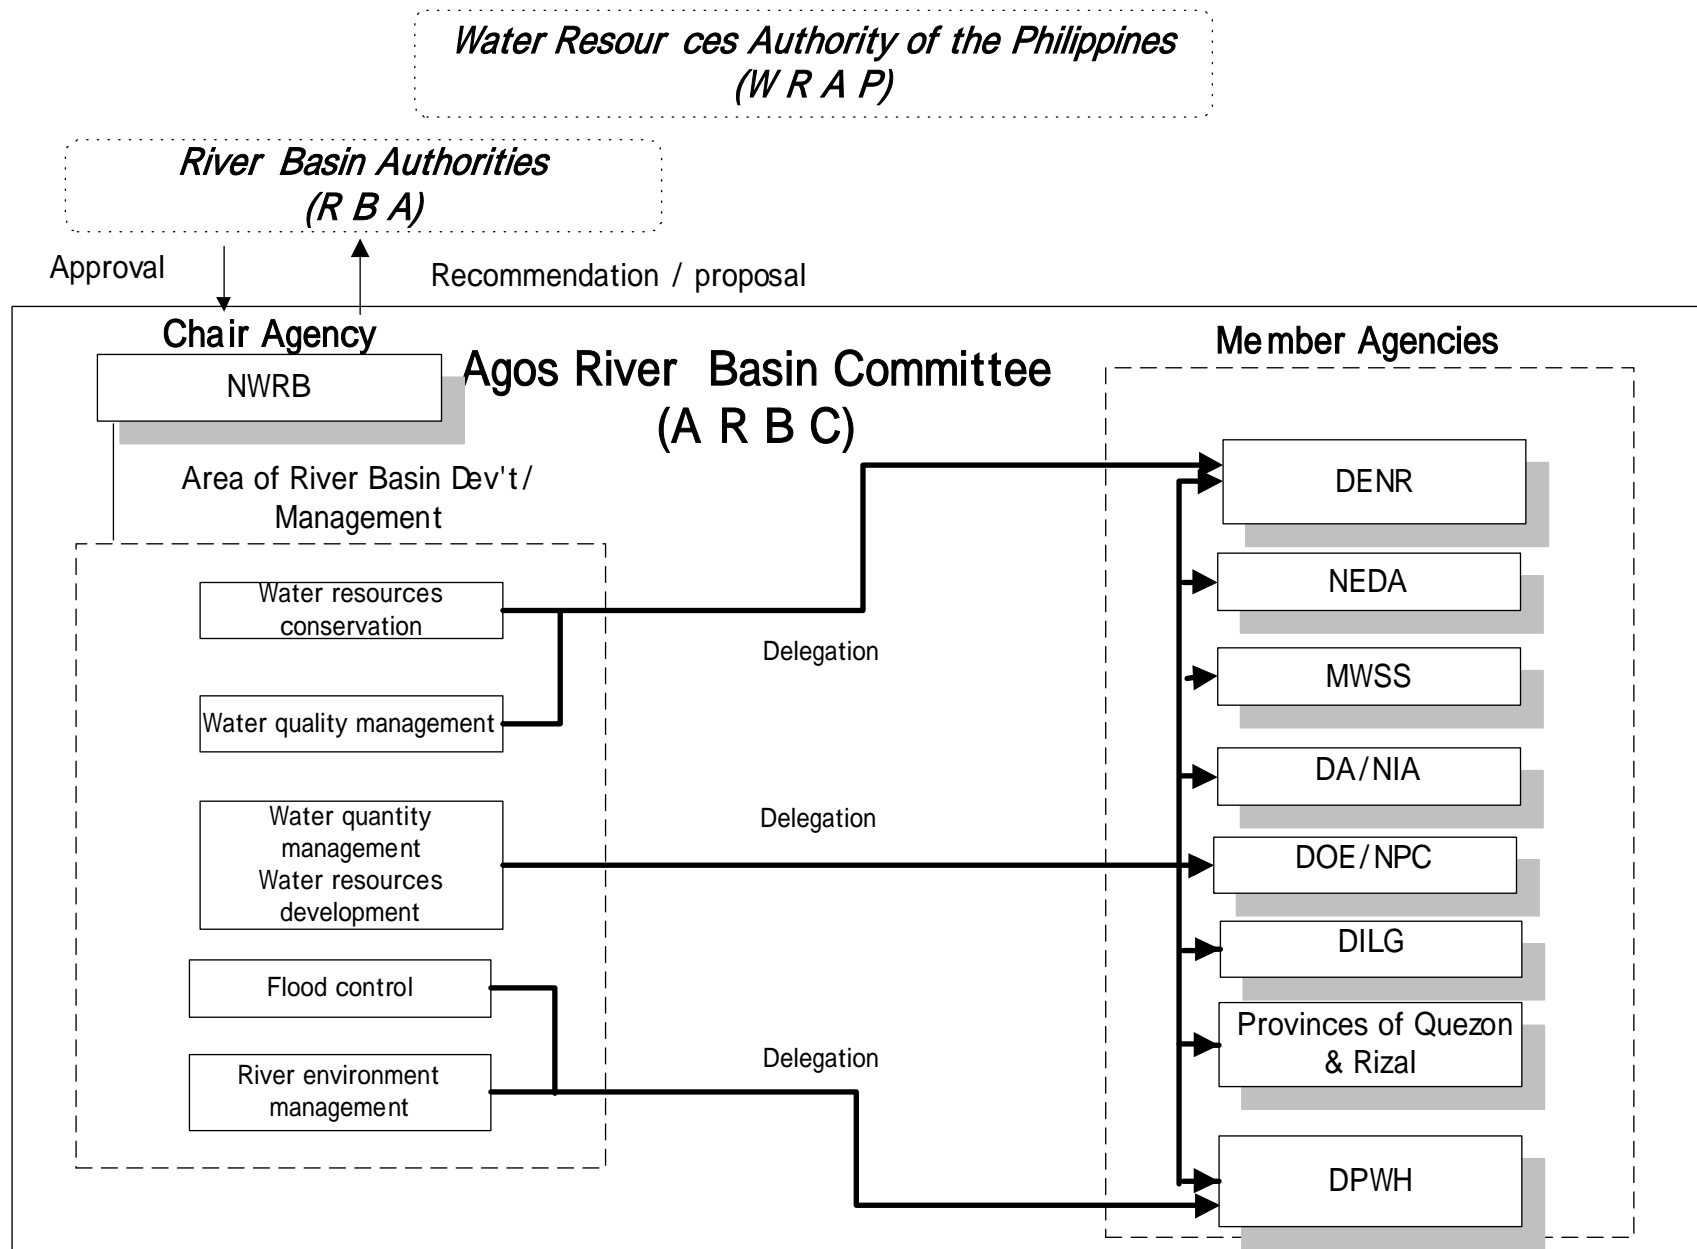 Water Resour ces Authority of the Philippines
(W R A P)
River Basin Authorities
(R B A)
Approval
Recommendation / proposal
Chair Agency
NWRB
Agos River Basin Committee
(A R B C)
Member Agencies
Area of River Basin Dev't /
Management
Water resources
conservation
Water quality management
Water quantity
management
Water resources
development
Flood control
River environment
management
Delegation
Delegation
Delegation
DENR
NEDA
MWSS
DA/NIA
DOE/NPC
DILG
Provinces of Quezon
& Rizal
DPWH